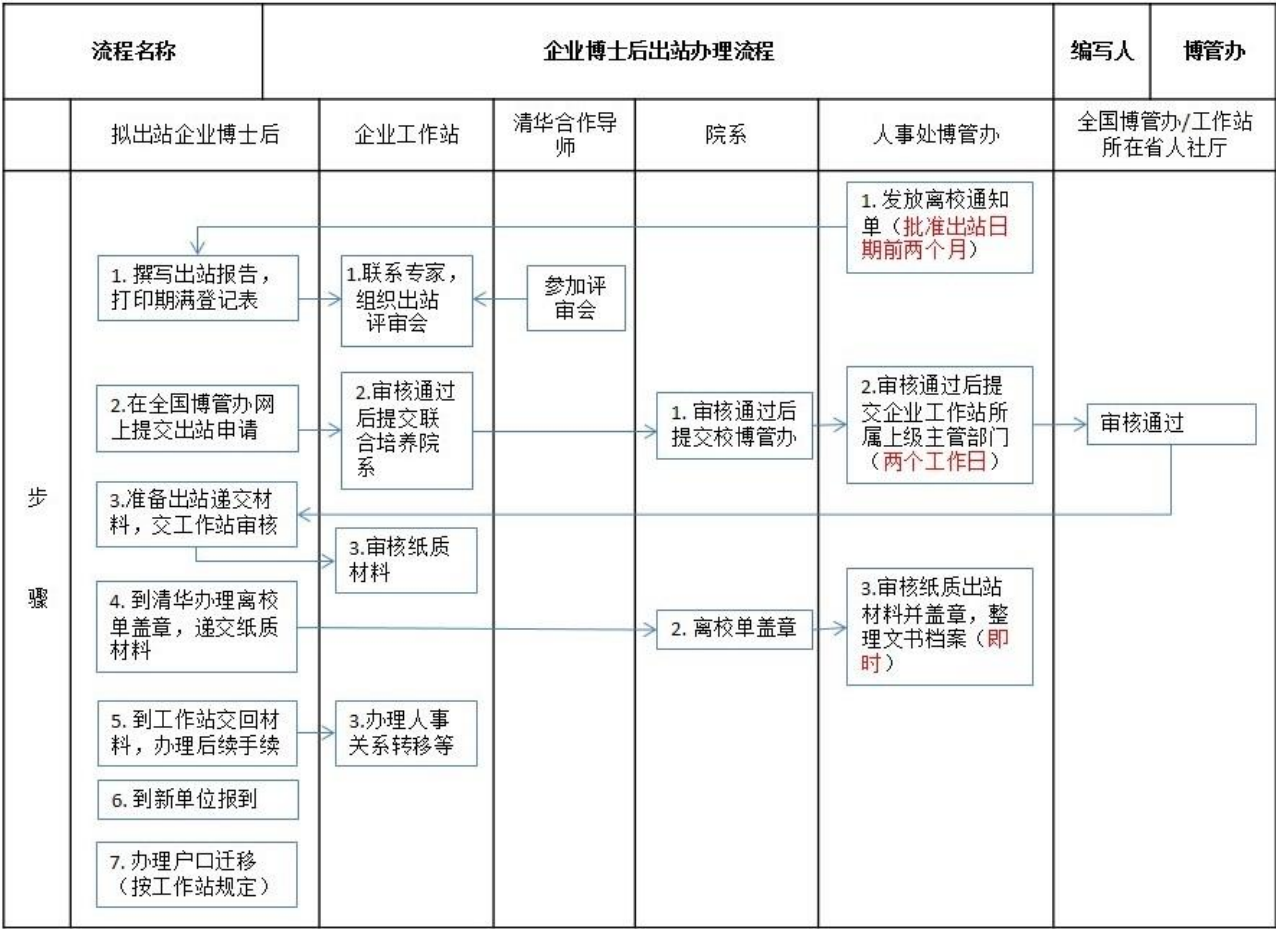 流程名称
企业博士后出站办理流程
编写人
博管办
拟出站企业博士后
企业工作站
清华合作导
师
院系
人事处博管办
全国博管办/工作站
所在省人社厅
步
骤
1. 发放离校通知
单（批准出站日
期前两个月）
1. 撰写出站报告，
打印期满登记表
1.联系专家，
组织出站
评审会
参加评
审会
2.在全国博管办网
上提交出站申请
2.审核通过
后提交联
合培养院
系
1. 审核通过后
提交校博管办
2.审核通过后提
交企业工作站所
属上级主管部门
（两个工作日）
审核通过
3.准备出站递交材
料，交工作站审核
3.审核纸质
材料
4. 到清华办理离校
单盖章，递交纸质
材料
2. 离校单盖章
3.审核纸质出站
材料并盖章，整
理文书档案（即
时）
5. 到工作站交回材
料，办理后续手续
3.办理人事
关系转移等
6. 到新单位报到
7. 办理户口迁移
（按工作站规定）